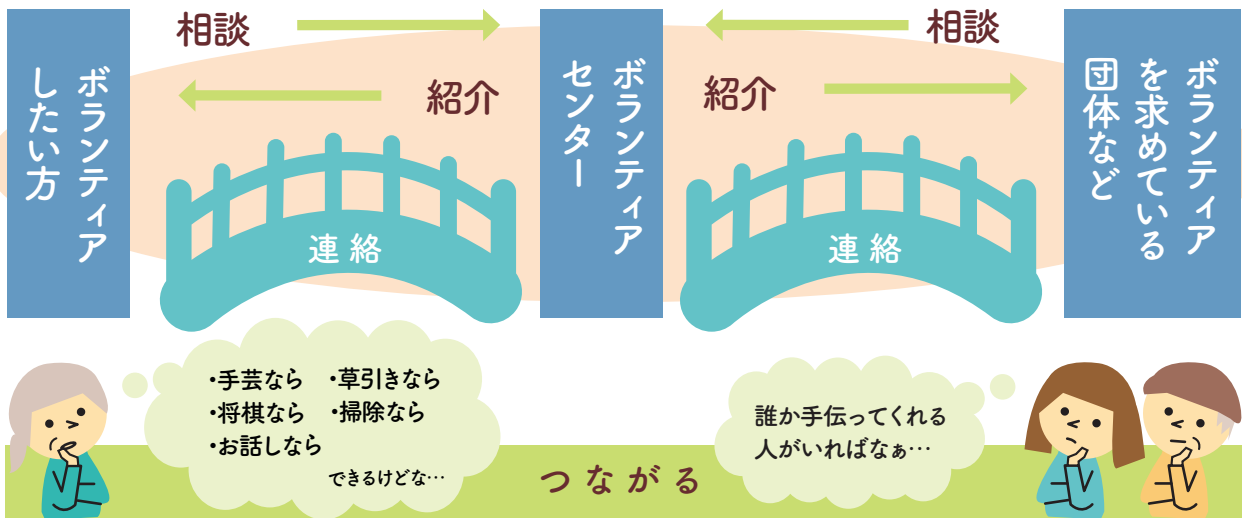 ボランティア
したい方
相談
紹介
連絡
ボランティア
センター
相談
紹介
連絡
ボランティア
を求めている
団体など
・手芸なら ・草引きなら
・将棋なら ・掃除なら
・お話しなら
できるけどな…
つながる
誰か手伝ってくれる
人がいればなぁ…